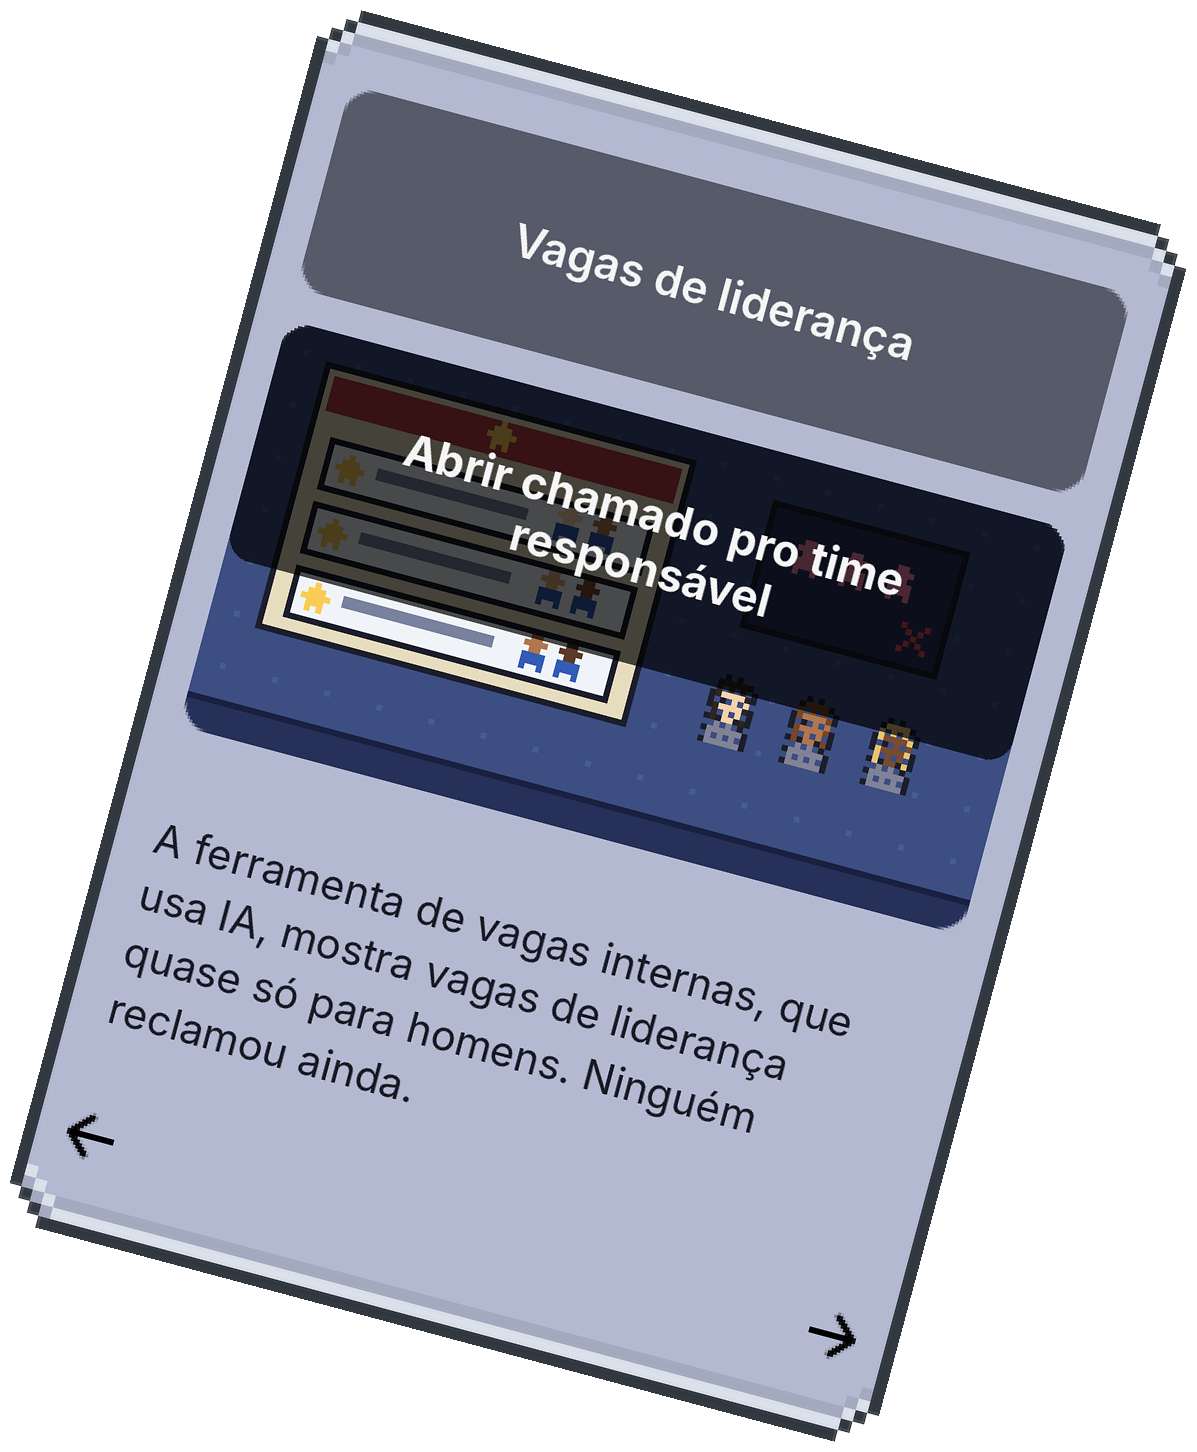 Vagas de liderança
Abrir chamado pro time
responsável
A ferramenta de vagas internas, que
usa IA, mostra vagas de liderança
quase só para homens. Ninguém
reclamou ainda.